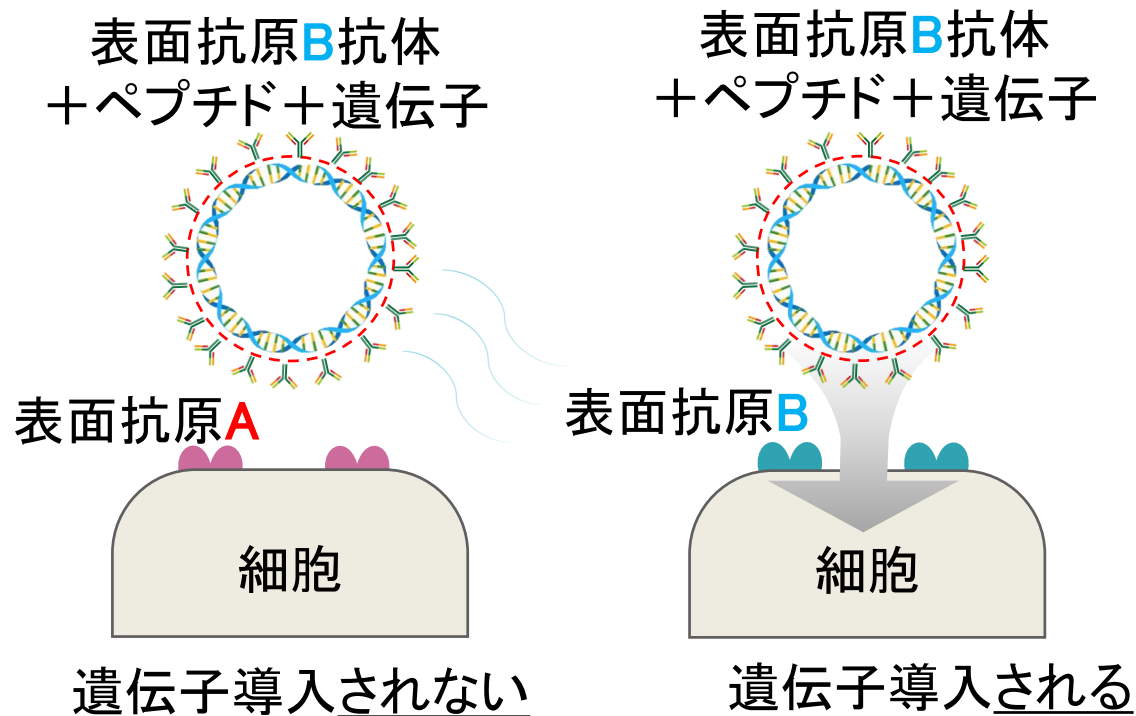 表面抗原B抗体
＋ペプチド＋遺伝子
表面抗原A
細胞
遺伝子導入されない
表面抗原B抗体
＋ペプチド＋遺伝子
表面抗原B
細胞
遺伝子導入される